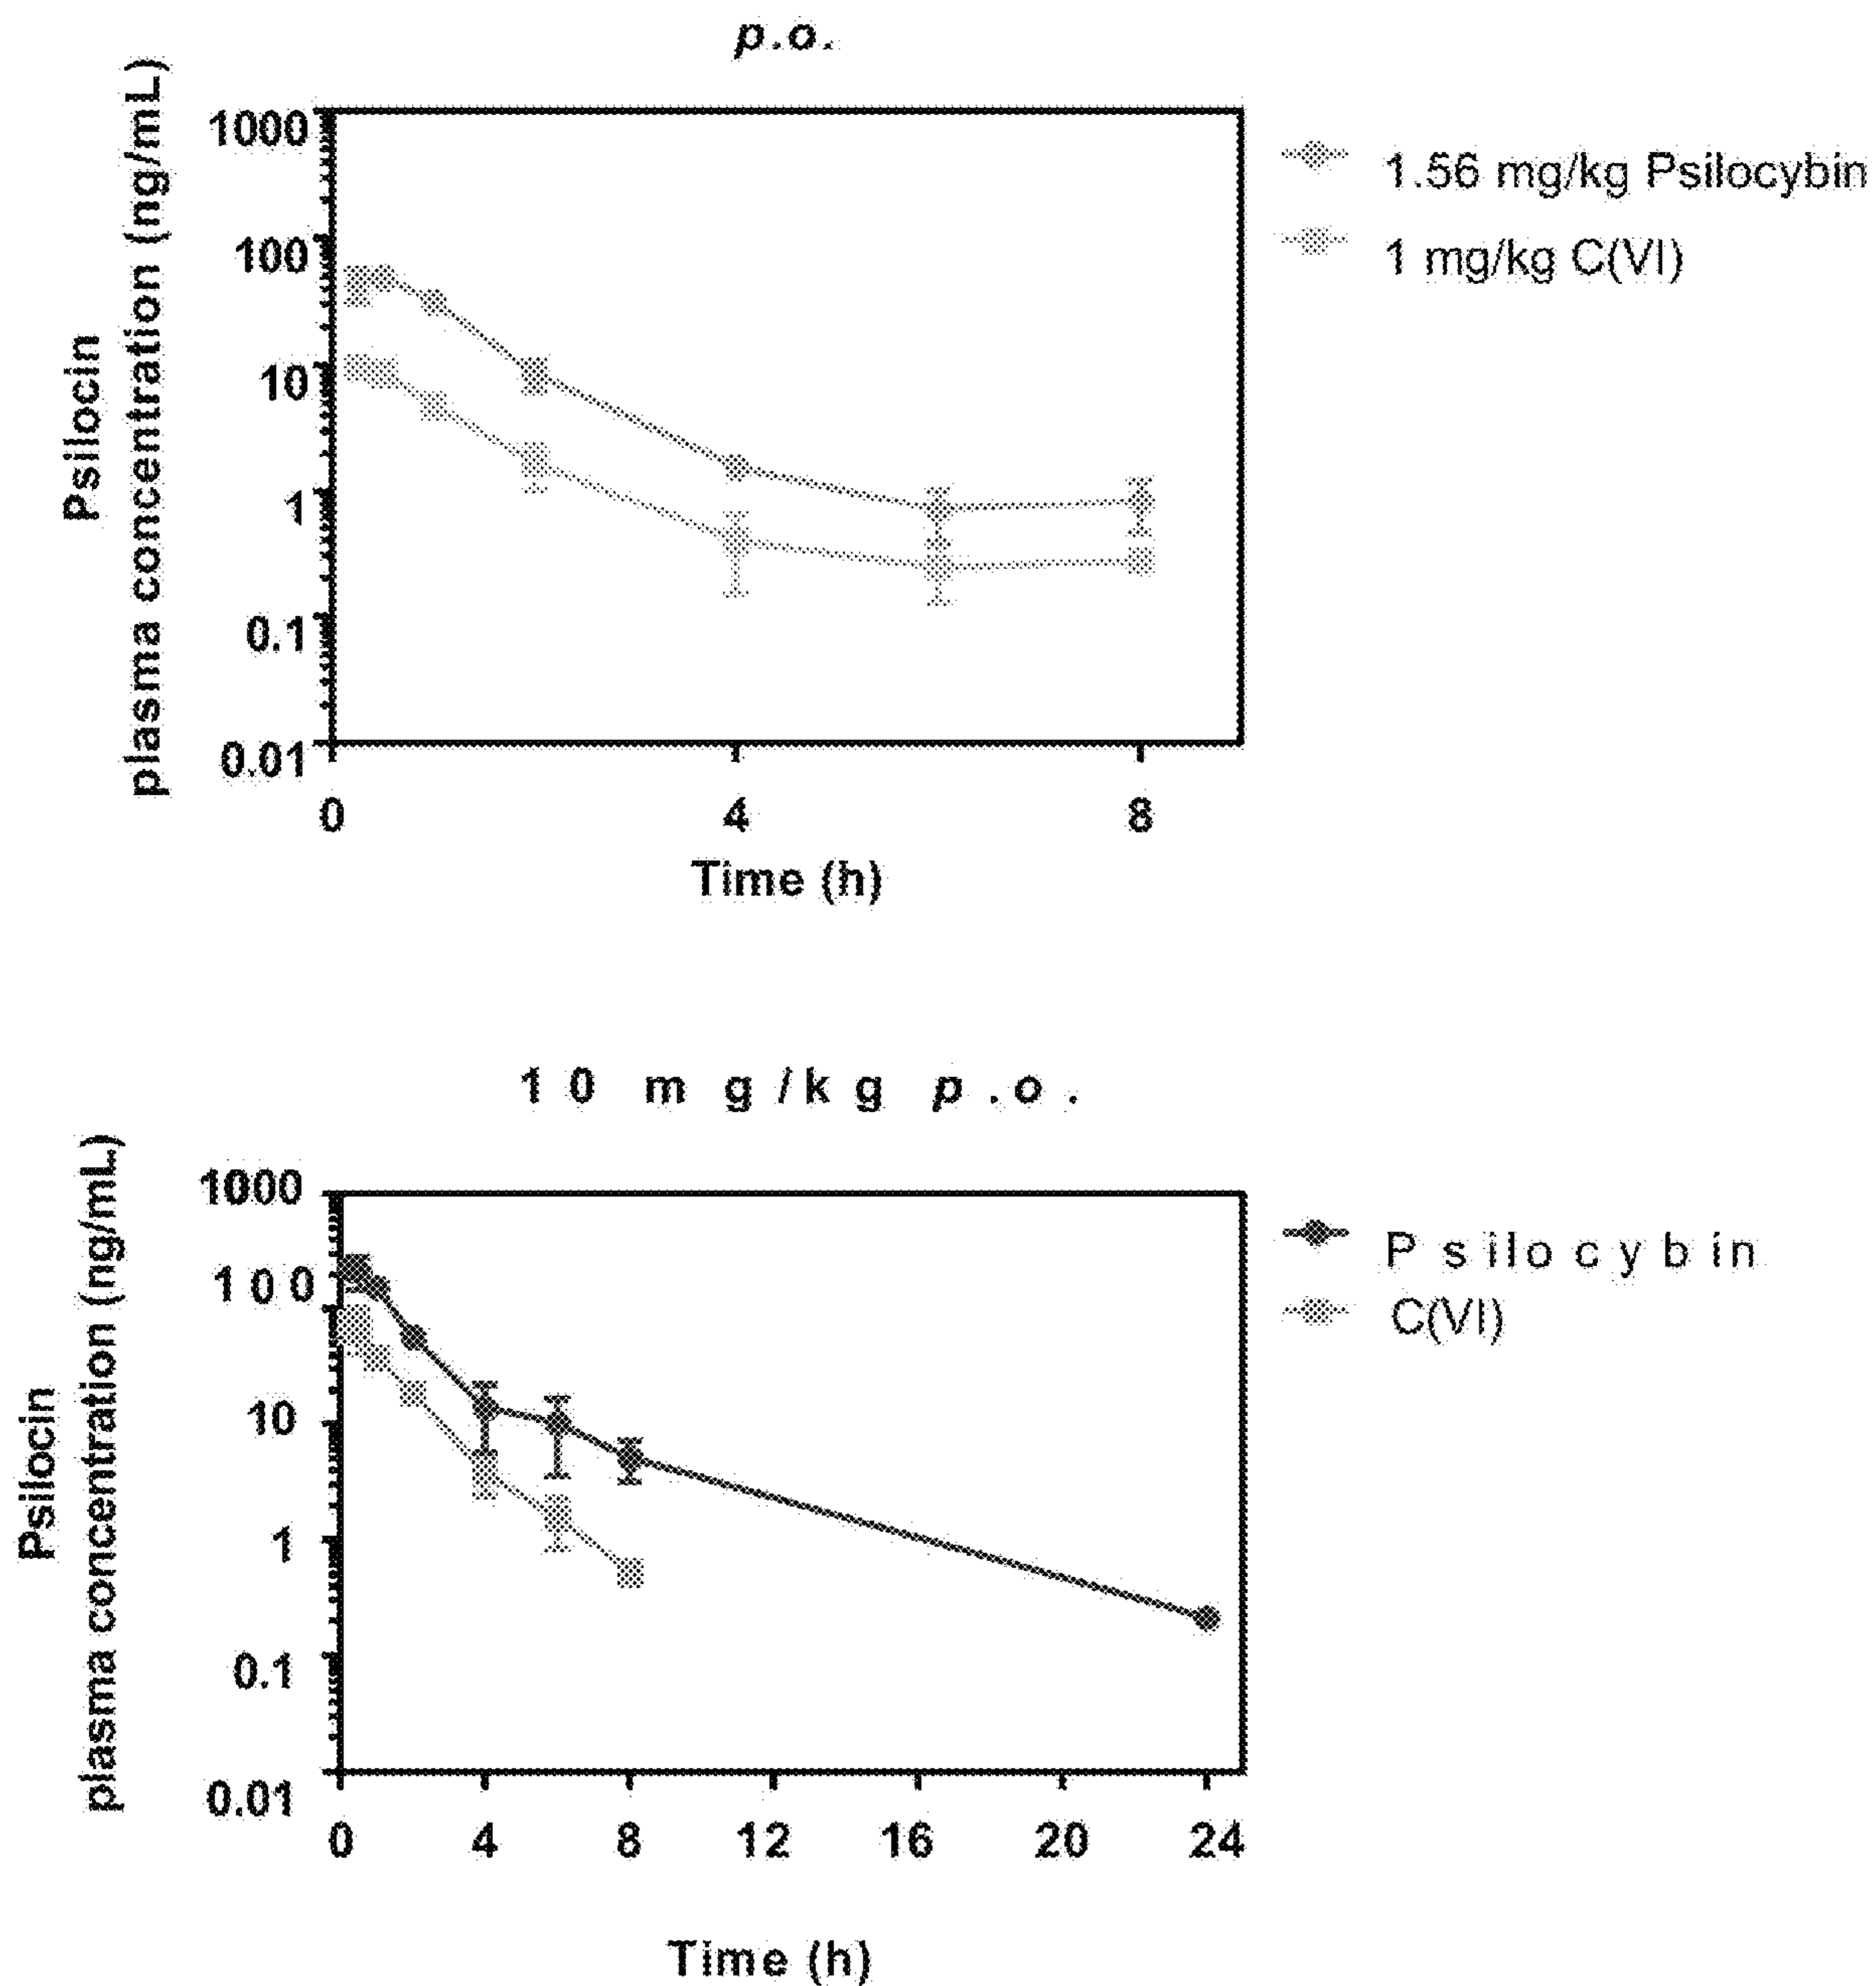 p.o.
Psilocin
plasma concentration (ng/mL)
1000
100
10
1
0.1
0.01
0 4 8
Time (h)
1.56 mg/kg Psilocybin
1 mg/kg C(VI)
10 mg/kg p.o.
Psilocin
plasma concentration (ng/mL)
1000
100
10
1
0.1
0.01
0 4 8 12 16 20 24
Time (h)
Psilocybin
C(VI)